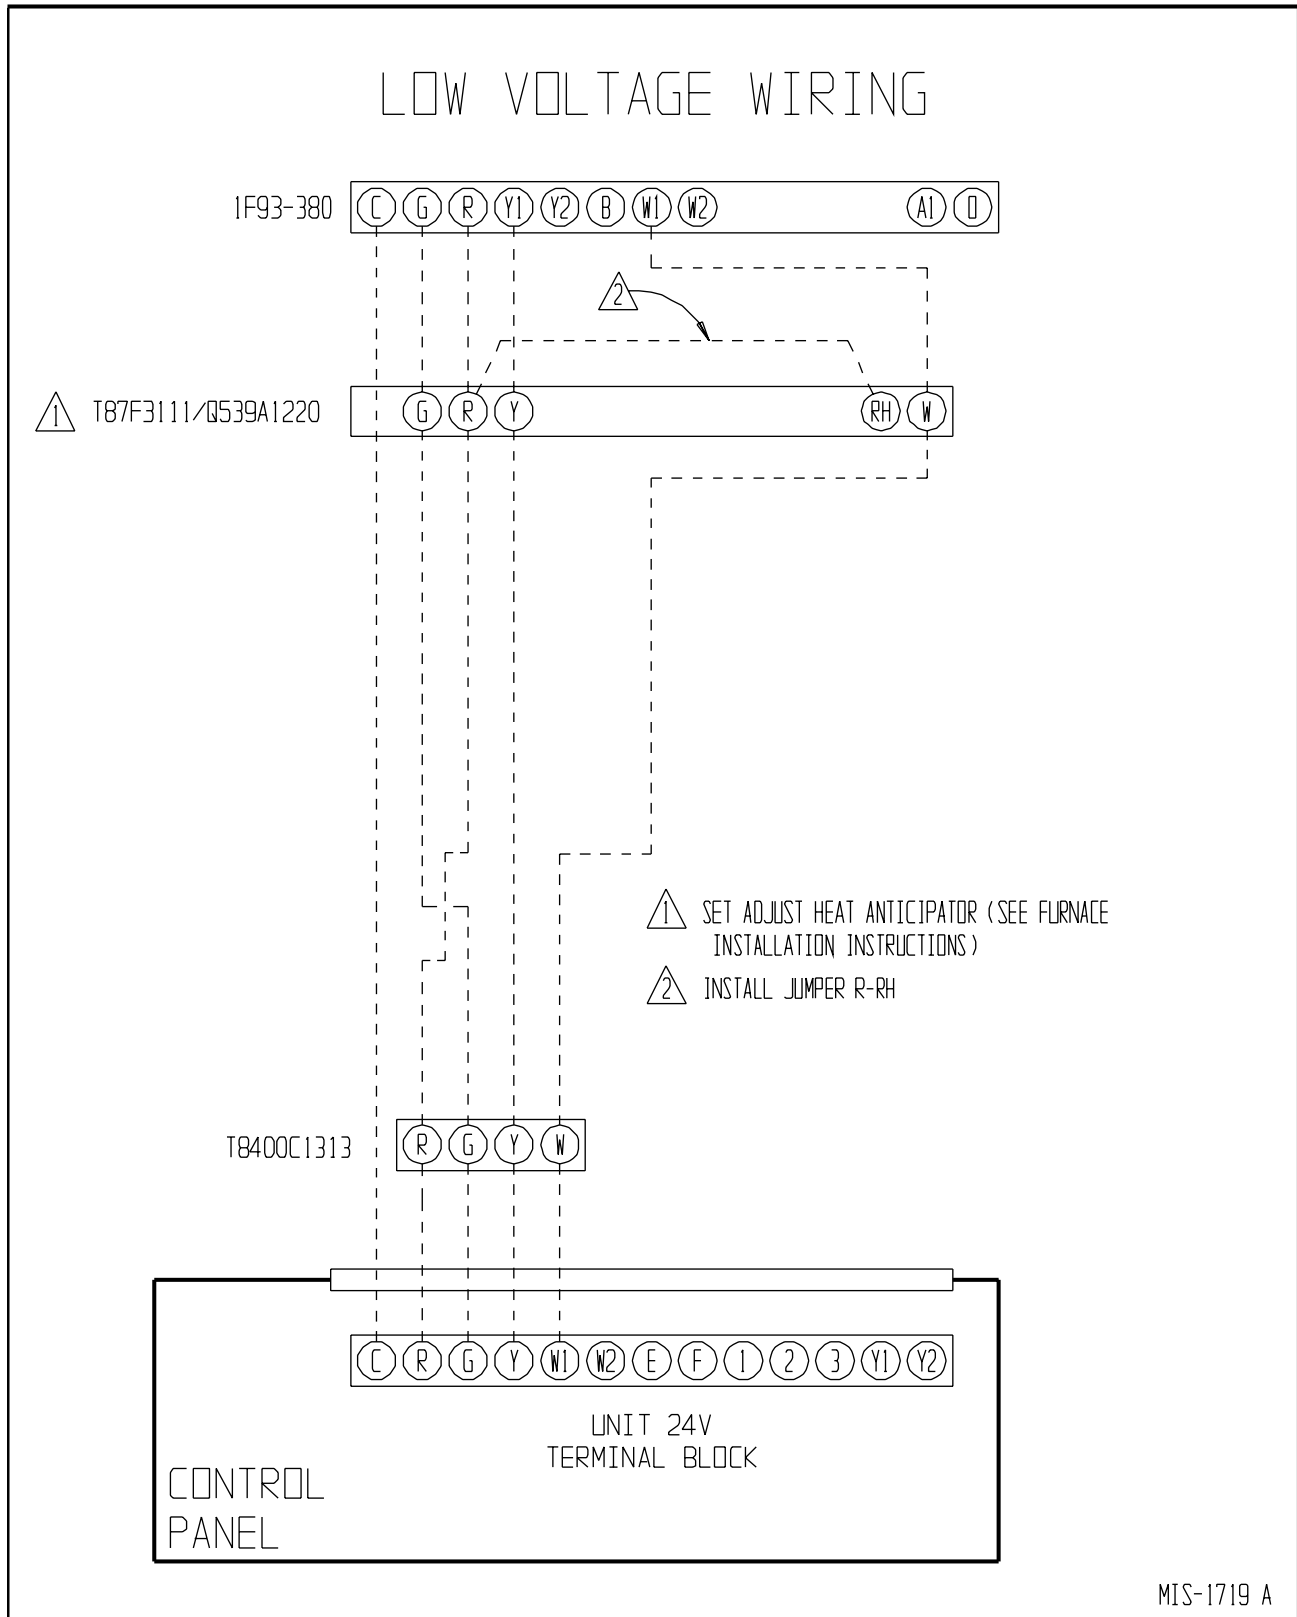 LOW VOLTAGE WIRING
1F93-380 C G R Y1 Y2 B W1 W2 A1 O
2
1 T87F3111/Q539A1220 G R Y RH W
1 SET ADJUST HEAT ANTICIPATOR (SEE FURNACE
INSTALLATION INSTRUCTIONS)
2 INSTALL JUMPER R-RH
T8400C1313 R G Y W
C R G Y W1 W2 E F 1 2 3 Y1 Y2
UNIT 24V
TERMINAL BLOCK
CONTROL
PANEL
MIS-1719 A